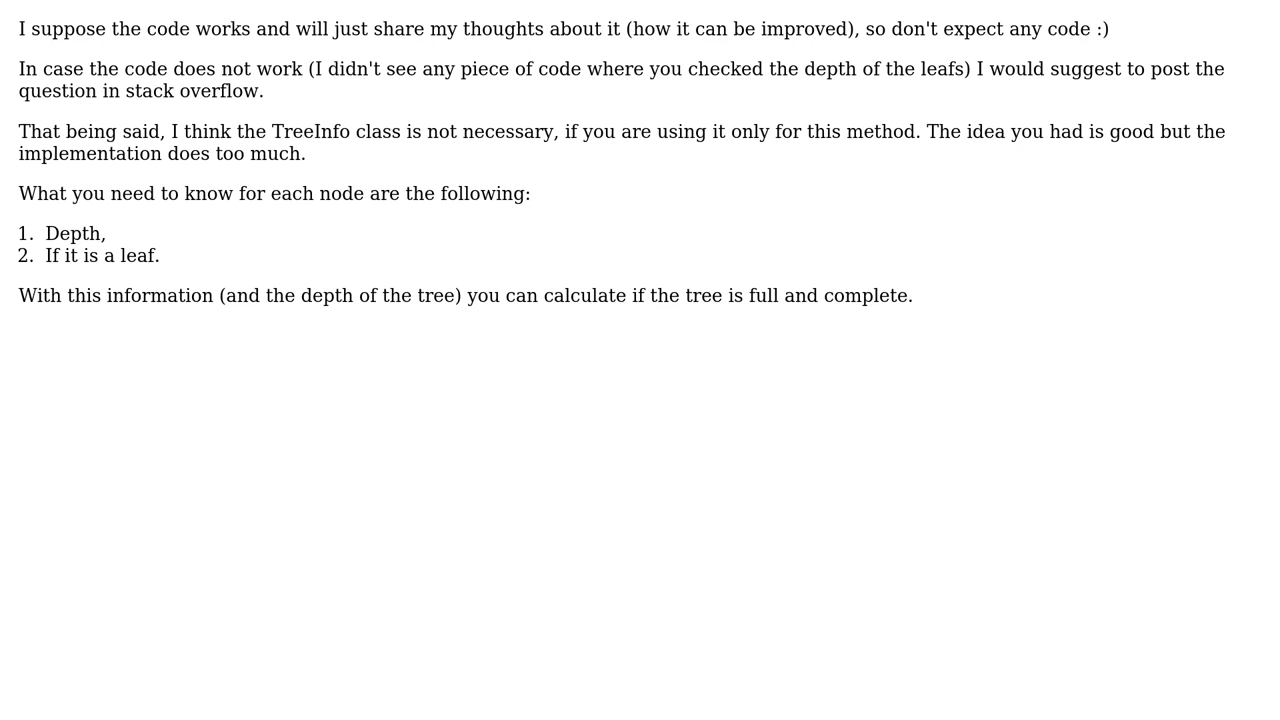 I suppose the code works and will just share my thoughts about it (how it can be improved), so don't expect any code :)
In case the code does not work (I didn't see any piece of code where you checked the depth of the leafs) I would suggest to post the
question in stack overflow.
That being said, I think the TreeInfo class is not necessary, if you are using it only for this method. The idea you had is good but the
implementation does too much.
What you need to know for each node are the following:
1. Depth,
2. If it is a leaf.
With this information (and the depth of the tree) you can calculate if the tree is full and complete.